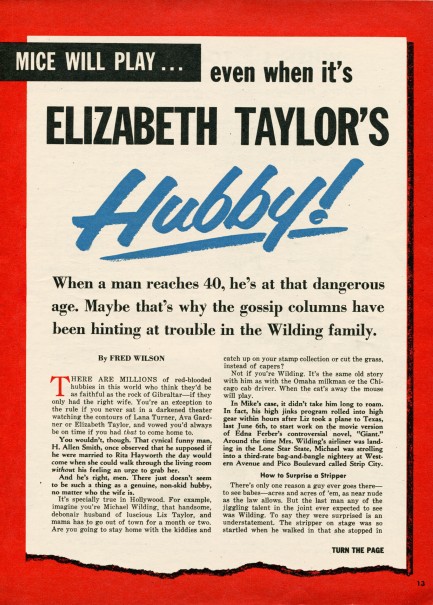 MICE WILL PLAY ...
even when it's
ELIZABETH TAYLOR'S
Hubby!
When a man reaches 40, he's at that dangerous
age. Maybe that's why the gossip columns have
been hinting at trouble in the Wilding family.
By FRED WILSON
THERE ARE MILLIONS of red-blooded
hubbies in this world who think they'd be
as faithful as the rock of Gibraltar—if they
only had the right wife. You're an exception to
the rule if you never sat in a darkened theater
watching the contours of Lana Turner, Ava Gard-
ner or Elizabeth Taylor, and vowed you'd always
be on time if you had that to come home to.
You wouldn't, though. That cynical funny man,
H. Allen Smith, once observed that he supposed if
he were married to Rita Hayworth the day would
come when she could walk through the living room
without his feeling an urge to grab her.
And he's right, men. There just doesn't seem
to be such a thing as a genuine, non-skid hubby,
no matter who the wife is.
It's specially true in Hollywood. For example,
imagine you're Michael Wilding, that handsome,
debonair husband of luscious Liz Taylor, and
mama has to go out of town for a month or two.
Are you going to stay home with the kiddies and
catch up on your stamp collection or cut the grass,
instead of capers?
Not if you're Wilding. It's the same old story
with him as with the Omaha milkman or the Chi-
cago cab driver. When the cat's away the mouse
will play.
In Mike's case, it didn't take him long to roam.
In fact, his high jinks program rolled into high
gear within hours after Liz took a plane to Texas,
last June 6th, to start work on the movie version
of Edna Ferber's controversial novel, "Giant."
Around the time Mrs. Wilding's airliner was land-
ing in the Lone Star State, Michael was strolling
into a third-rate bag-and-bangle nightery at West-
ern Avenue and Pico Boulevard called Strip City.
How to Surprise a Stripper
There's only one reason a guy ever goes there—
to see babes—acres and acres of 'em, as near nude
as the law allows. But the last man any of the
jiggling talent in the joint ever expected to see
was Wilding. To say they were surprised is an
understatement. The stripper on stage was so
startled when he walked in that she stopped in
TURN THE PAGE
13